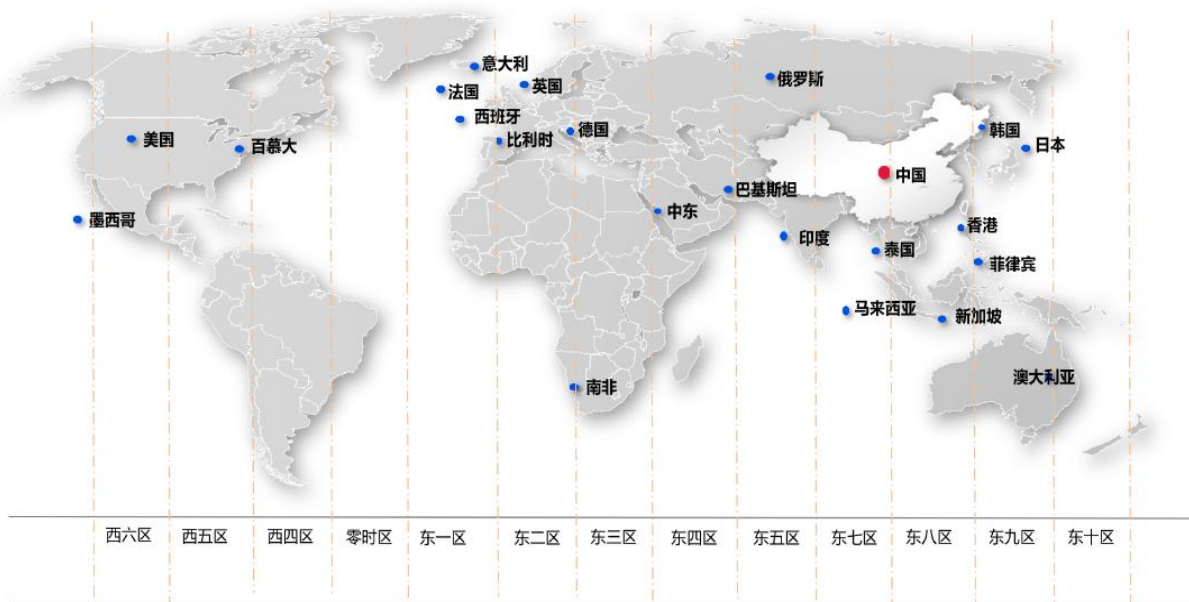 意大利
俄罗斯
法国
英国
西班牙
德国
韩国
美国
百慕大
比利时
日本
中国
巴基斯坦
墨西哥
中东
香港
印度
泰国
菲律宾
马来西亚
新加坡
澳大利亚
南非
西六区 西五区 西四区 零时区 东一区 东二区 东三区 东四区 东五区 东七区 东八区 东九区 东十区